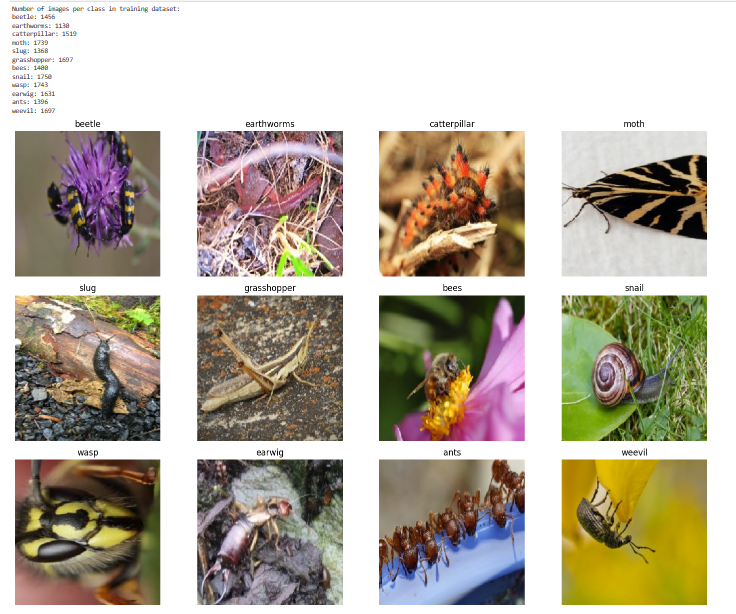 Number of images per class in training dataset:
beetle: 1456
earthworms: 1130
catterpillar: 1519
moth: 1739
slug: 1368
grasshopper: 1697
bees: 1400
snail: 1750
wasp: 1743
earwig: 1631
ants: 1396
weevil: 1697
beetle earthworms catterpillar moth
slug grasshopper bees snail
wasp earwig ants weevil